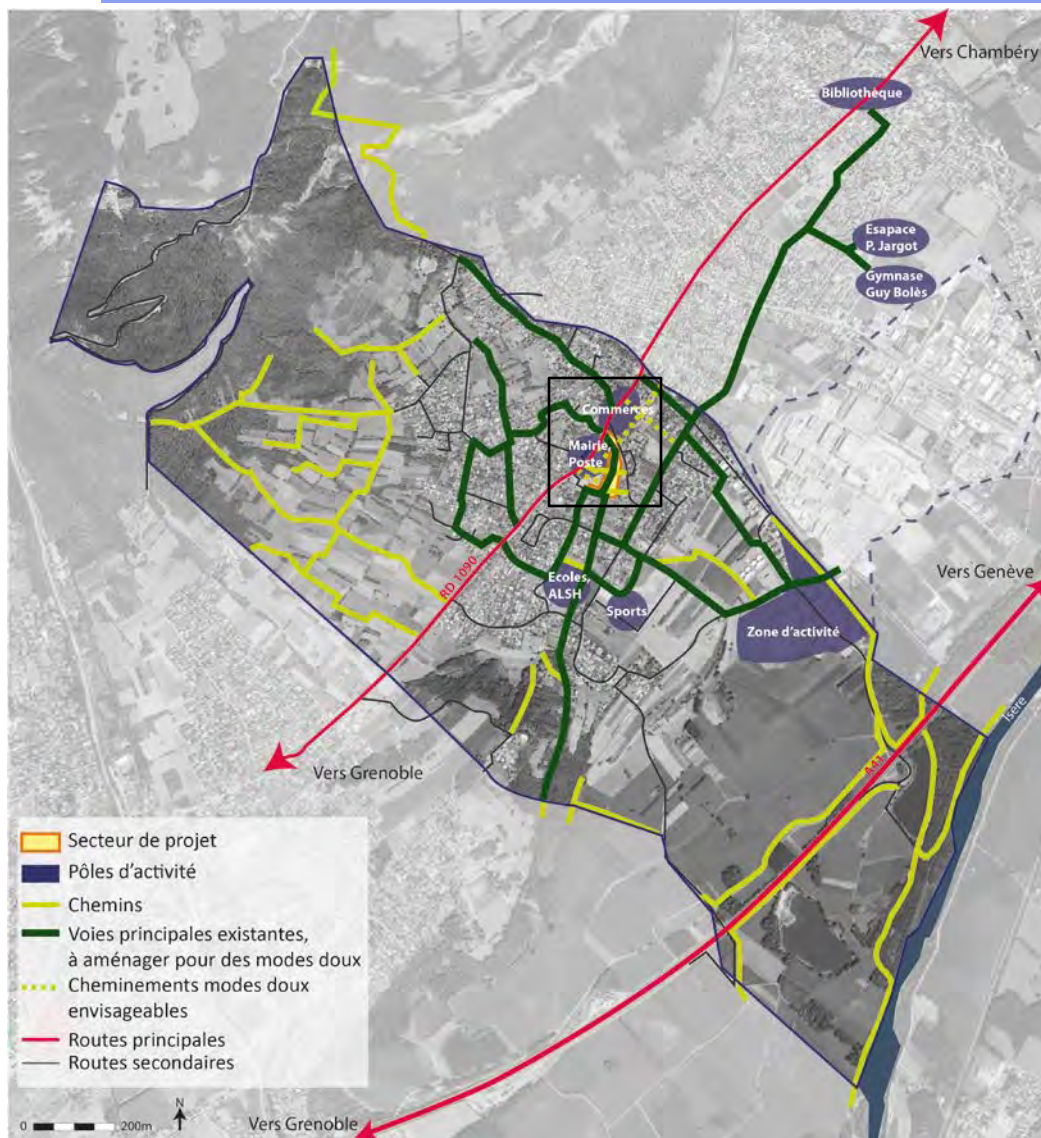 Vers Chambéry
Bibliothèque
Esapace
P. Jargot
Gymnase
Guy Bolès
Commerces
Mairie,
Poste
Vers Genève
RD 1090
Ecoles,
ALSH
Sports
Zone d'activité
Isère
A41
Vers Grenoble
Secteur de projet
Pôles d'activité
Chemins
Voies principales existantes,
à aménager pour des modes doux
Cheminements modes doux
envisageables
Routes principales
Routes secondaires
0 200m
N
Vers Grenoble